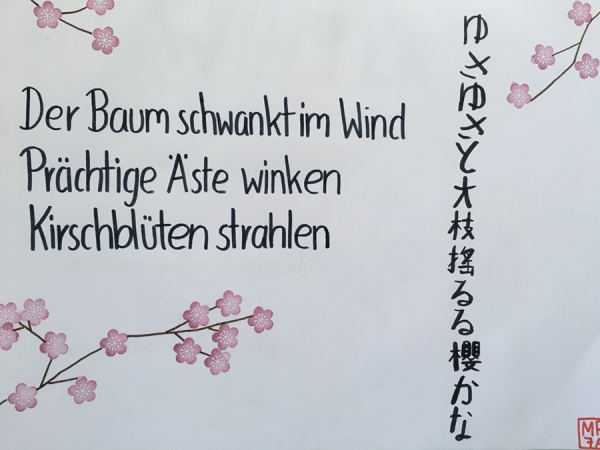 Der Baum schwankt im Wind
Prächtige Äste winken
Kirschblüten strahlen
ゆさゆさと大枝揺るる櫻かな